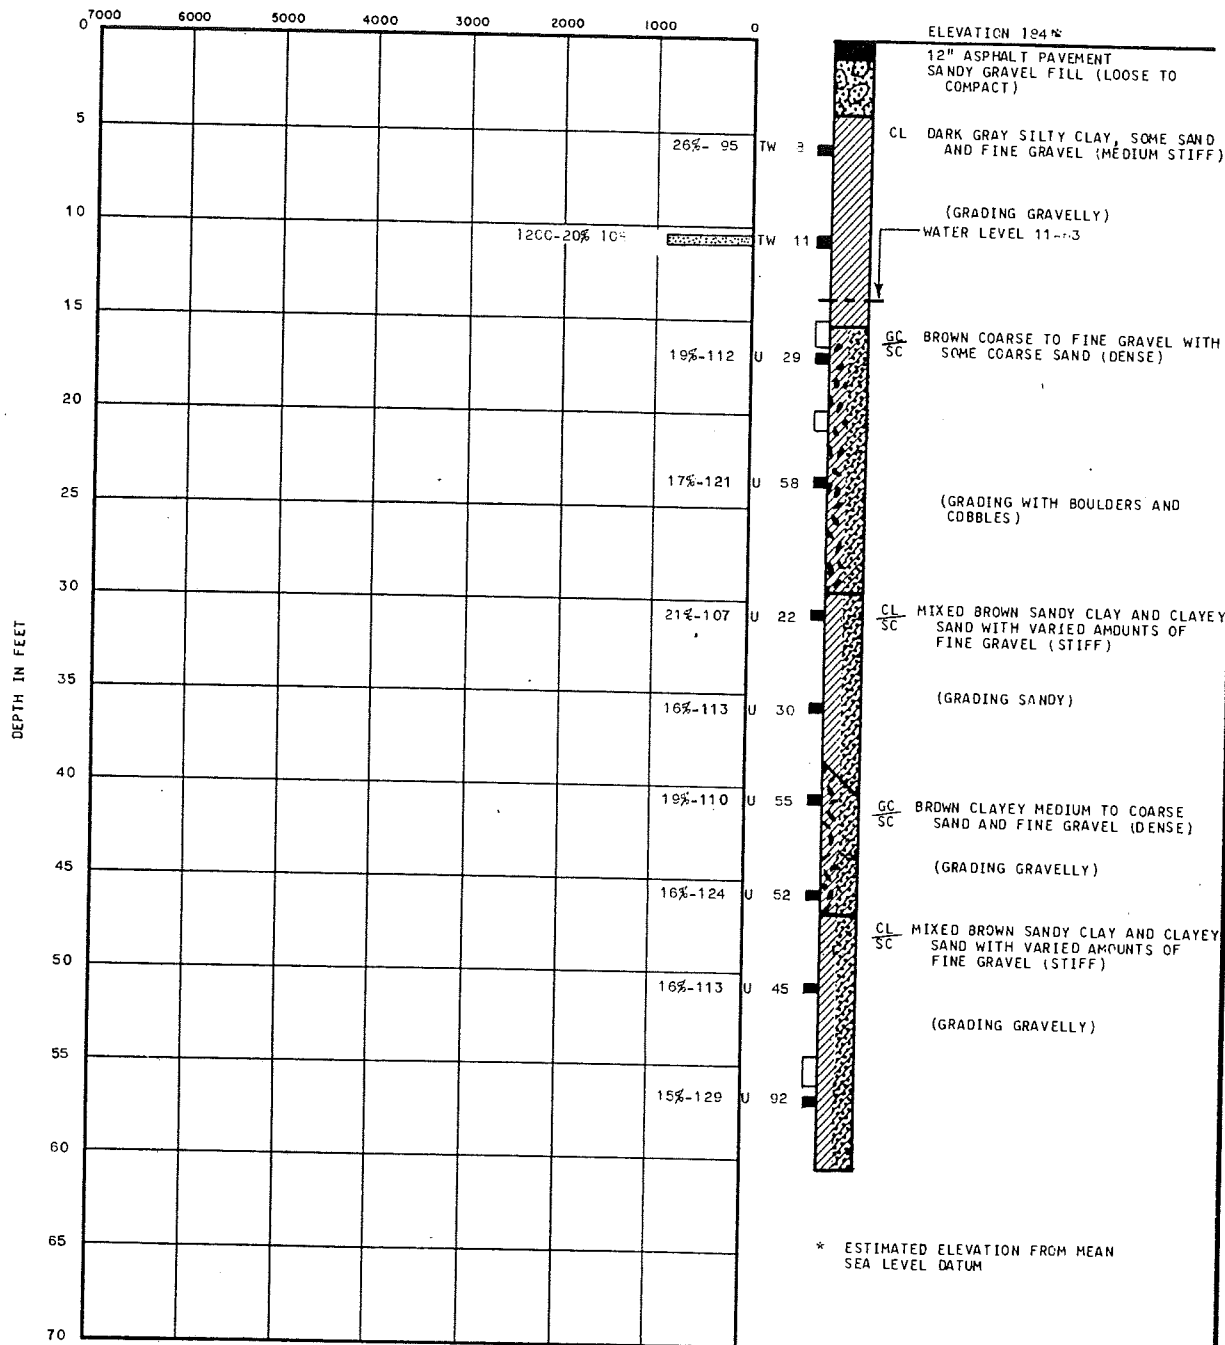 7000 6000 5000 4000 3000 2000 1000 0
0
ELEVATION 194*
12" ASPHALT PAVEMENT
SANDY GRAVEL FILL (LOOSE TO
COMPACT)
5
26%- 95 TW
CL DARK GRAY SILTY CLAY, SOME SAND
AND FINE GRAVEL (MEDIUM STIFF)
10
(GRADING GRAVELLY)
1200-20% TW 11
WATER LEVEL
15
GC/SC BROWN COARSE TO FINE GRAVEL WITH
SOME COARSE SAND (DENSE)
19%-112 U 29
20
17%-121 U 58
25
(GRADING WITH BOULDERS AND
COBBLES)
30
21%-107 U 22
CL/SC MIXED BROWN SANDY CLAY AND CLAYEY
SAND WITH VARIED AMOUNTS OF
FINE GRAVEL (STIFF)
DEPTH IN FEET
35
16%-113 U 30
(GRADING SANDY)
40
19%-110 U 55
GC/SC BROWN CLAYEY MEDIUM TO COARSE
SAND AND FINE GRAVEL (DENSE)
45
(GRADING GRAVELLY)
16%-124 U 52
CL/SC MIXED BROWN SANDY CLAY AND CLAYEY
SAND WITH VARIED AMOUNTS OF
FINE GRAVEL (STIFF)
50
16%-113 U 45
(GRADING GRAVELLY)
55
15%-129 U 92
60
65
* ESTIMATED ELEVATION FROM MEAN
SEA LEVEL DATUM
70